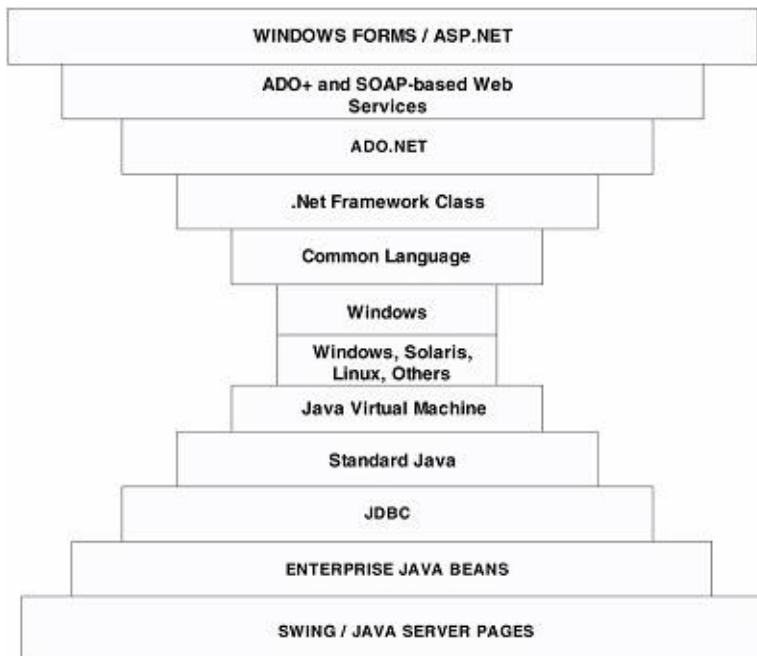 WINDOWS FORMS / ASP.NET
ADO+ and SOAP-based Web
Services
ADO.NET
.Net Framework Class
Common Language
Windows
Windows, Solaris,
Linux, Others
Java Virtual Machine
Standard Java
JDBC
ENTERPRISE JAVA BEANS
SWING / JAVA SERVER PAGES